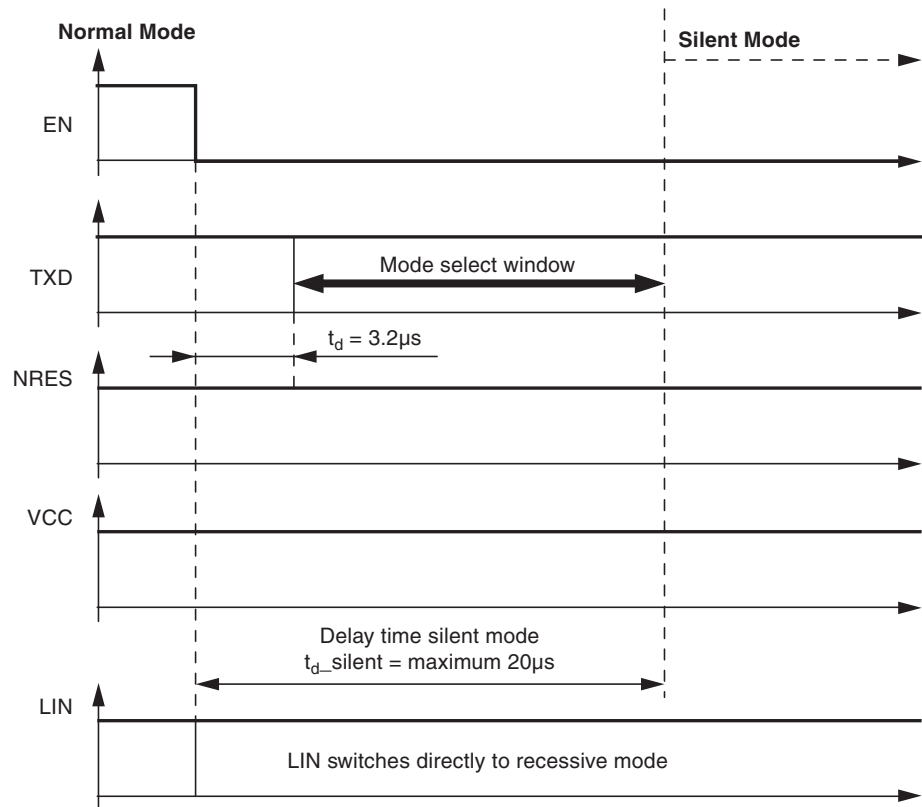 Normal Mode
Silent Mode
EN
TXD
Mode select window
t_d = 3.2µs
NRES
VCC
Delay time silent mode
t_d_silent = maximum 20µs
LIN
LIN switches directly to recessive mode